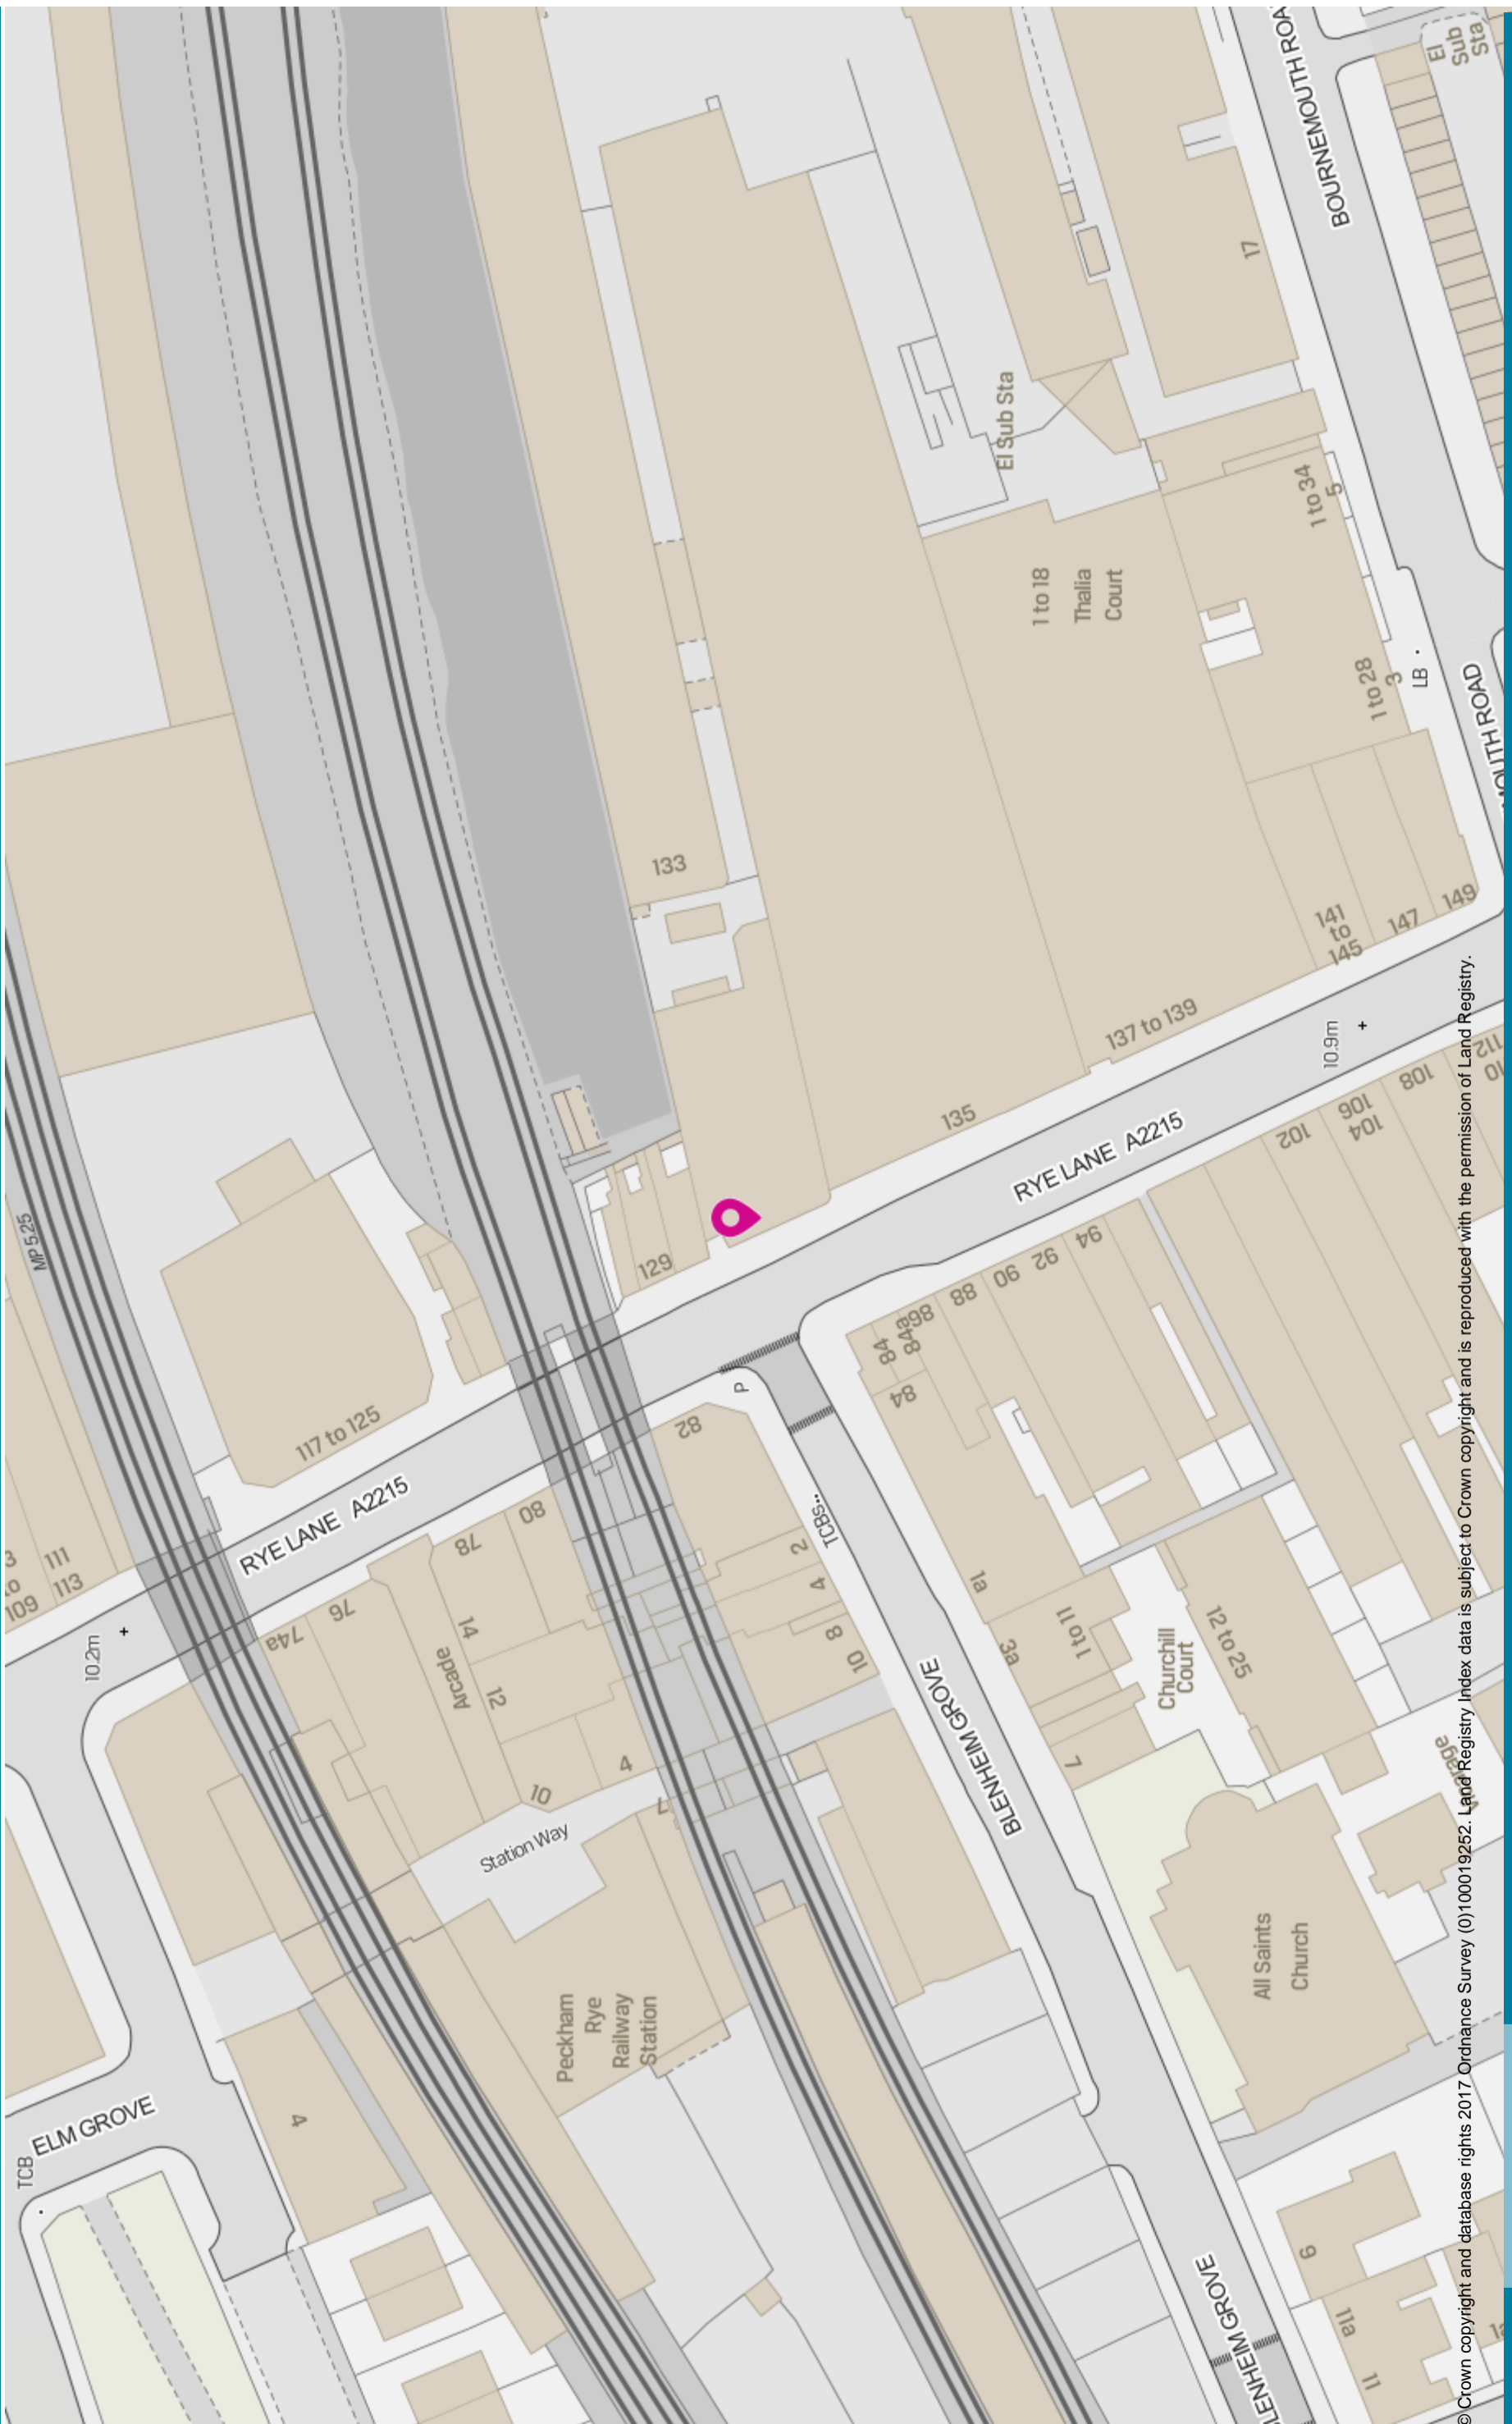 BOURNEMOUTH ROA
El
Sub
Sta
17
El Sub Sta
1 to 34
5
1 to 18
Thalia
Court
1 to 28
3
LB
MOUTH ROAD
133
141
to
145
147
149
137 to 139
10.9m
135
RYE LANE A2215
112
110
108
106
104
102
94
92
90
88
86
84a
84
84
MP 5.25
129
P
82
117 to 125
RYE LANE A2215
80
78
76
74a
111
113
109
10.2m
14
Arcade
12
10
4
7
Station Way
2
4
8
10
TCBs
1a
3a
1 to 11
Churchill
Court
12 to 25
7
BLENHEIM GROVE
Vicarage
All Saints
Church
Peckham
Rye
Railway
Station
4
ELM GROVE
TCB
9
11a
11
BLENHEIM GROVE
© Crown copyright and database rights 2017 Ordnance Survey (0)100019252. Land Registry Index data is subject to Crown copyright and is reproduced with the permission of Land Registry.